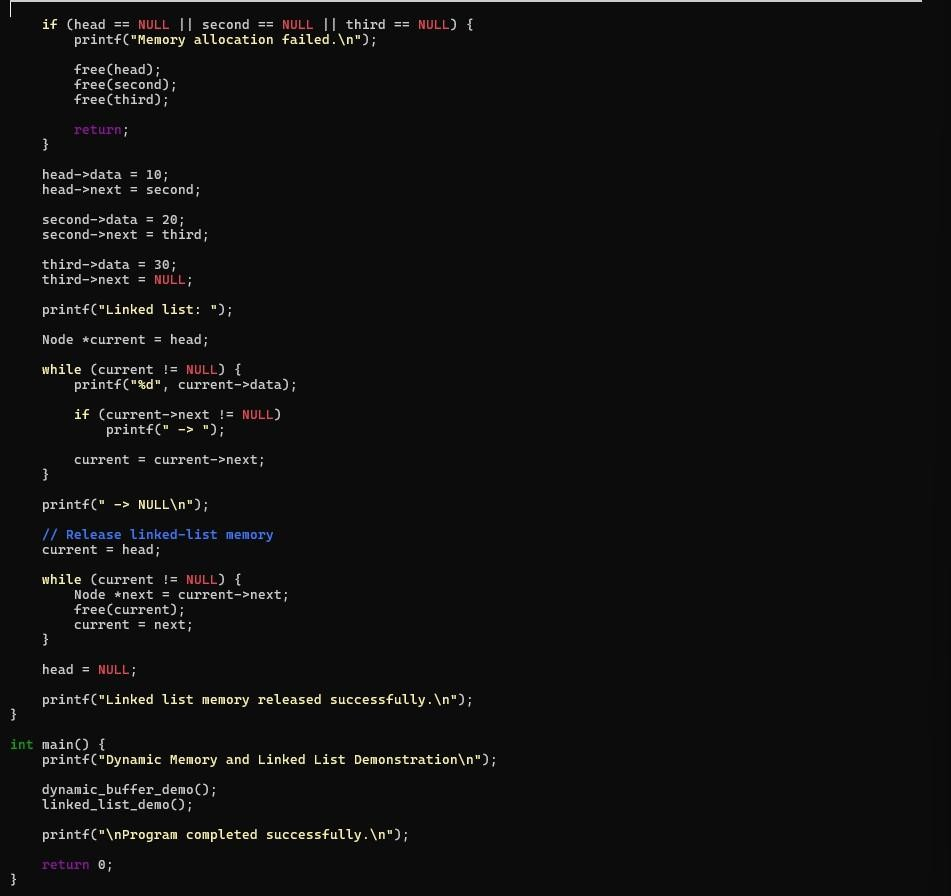 if (head == NULL || second == NULL || third == NULL) {
        printf("Memory allocation failed.\n");

        free(head);
        free(second);
        free(third);

        return;
    }

    head->data = 10;
    head->next = second;

    second->data = 20;
    second->next = third;

    third->data = 30;
    third->next = NULL;

    printf("Linked list: ");

    Node *current = head;

    while (current != NULL) {
        printf("%d", current->data);

        if (current->next != NULL)
            printf(" -> ");

        current = current->next;
    }

    printf(" -> NULL\n");

    // Release linked-list memory
    current = head;

    while (current != NULL) {
        Node *next = current->next;
        free(current);
        current = next;
    }

    head = NULL;

    printf("Linked list memory released successfully.\n");
}

int main() {
    printf("Dynamic Memory and Linked List Demonstration\n");

    dynamic_buffer_demo();
    linked_list_demo();

    printf("\nProgram completed successfully.\n");

    return 0;
}